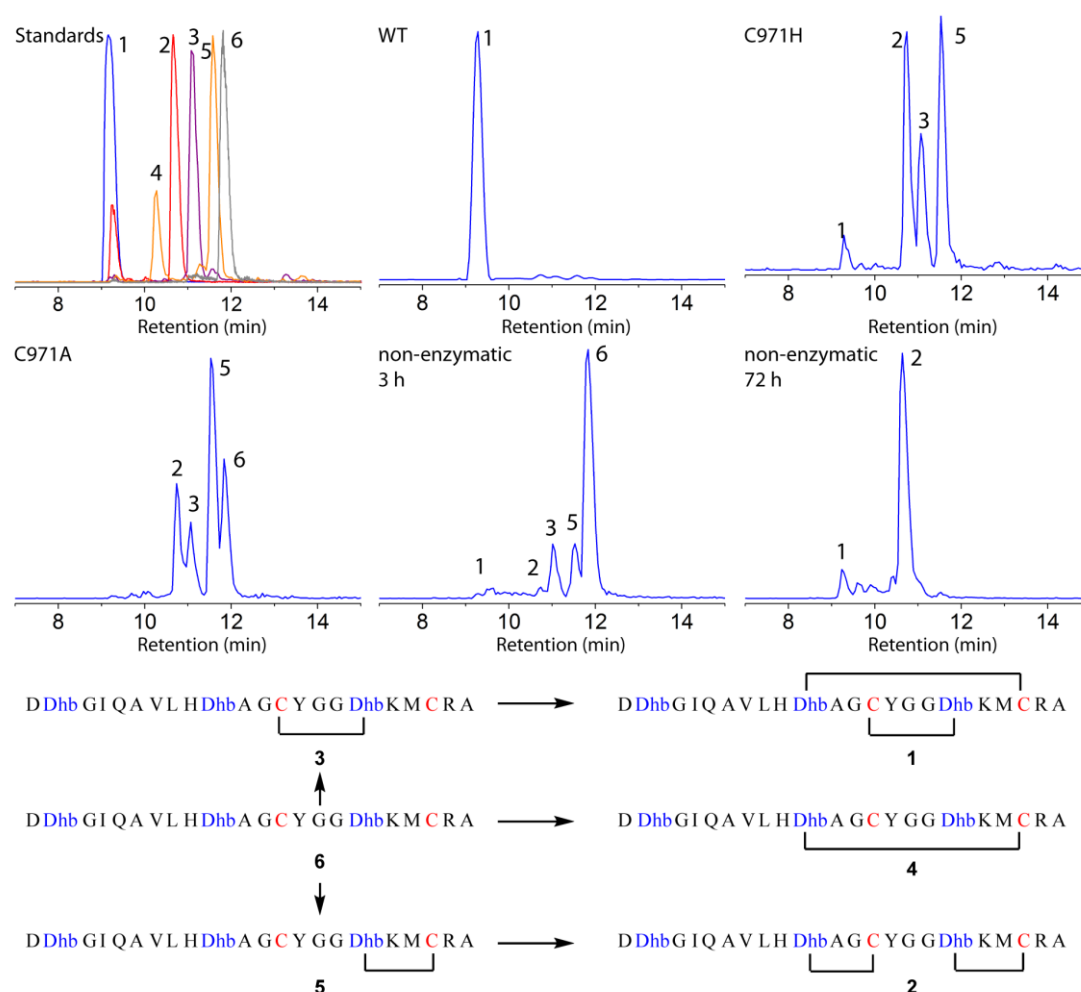 Standards 1 2 3 5 6 4
8 10 12 14
Retention (min)
WT 1
8 10 12 14
Retention (min)
C971H 2 5 3 1
8 10 12 14
Retention (min)
C971A 5 2 3 6
8 10 12 14
Retention (min)
non-enzymatic
3 h
6 3 5 1 2
8 10 12 14
Retention (min)
non-enzymatic
72 h
2 1
8 10 12 14
Retention (min)
D Dhb G I Q A V L H Dhb A G C Y G G Dhb K M C R A
3
D Dhb G I Q A V L H Dhb A G C Y G G Dhb K M C R A
1
D Dhb G I Q A V L H Dhb A G C Y G G Dhb K M C R A
6
D Dhb G I Q A V L H Dhb A G C Y G G Dhb K M C R A
4
D Dhb G I Q A V L H Dhb A G C Y G G Dhb K M C R A
5
D Dhb G I Q A V L H Dhb A G C Y G G Dhb K M C R A
2